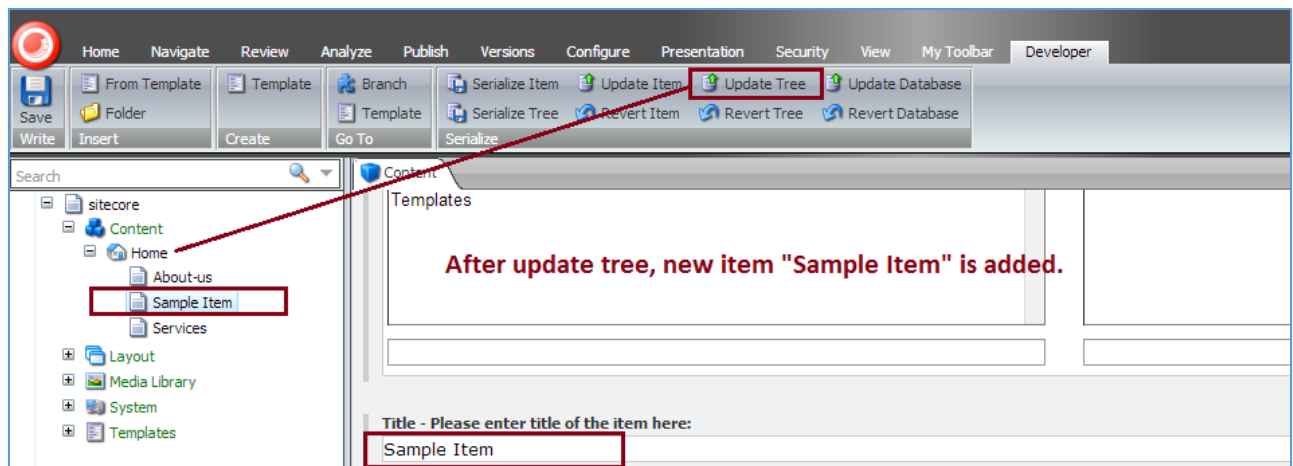 Home Navigate Review Analyze Publish Versions Configure Presentation Security View My Toolbar Developer
Save
Write
From Template
Folder
Insert
Template
Create
Branch
Template
Go To
Serialize Item Update Item Update Tree Update Database
Serialize Tree Revert Item Revert Tree Revert Database
Serialize
Search
sitecore
Content
Home
About-us
Sample Item
Services
Layout
Media Library
System
Templates
Content
Templates
After update tree, new item "Sample Item" is added.
Title - Please enter title of the item here:
Sample Item